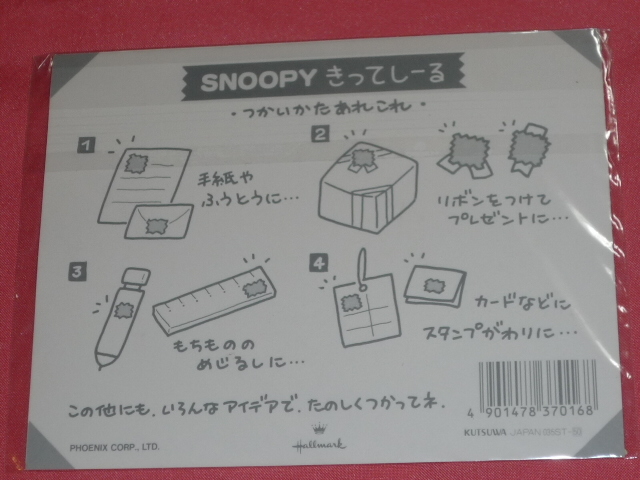 SNOOPY きってしーる
・つかいかた あれこれ・
1
手紙や
ふうとうに…
2
リボンをつけて
プレゼントに…
3
もちものの
めじるしに…
4
カードなどに
スタンプがわりに…
この他にも、いろんなアイデアで、たのしくつかってネ.
4 901478 370168
PHOENIX CORP., LTD.
Hallmark
KUTSUWA JAPAN